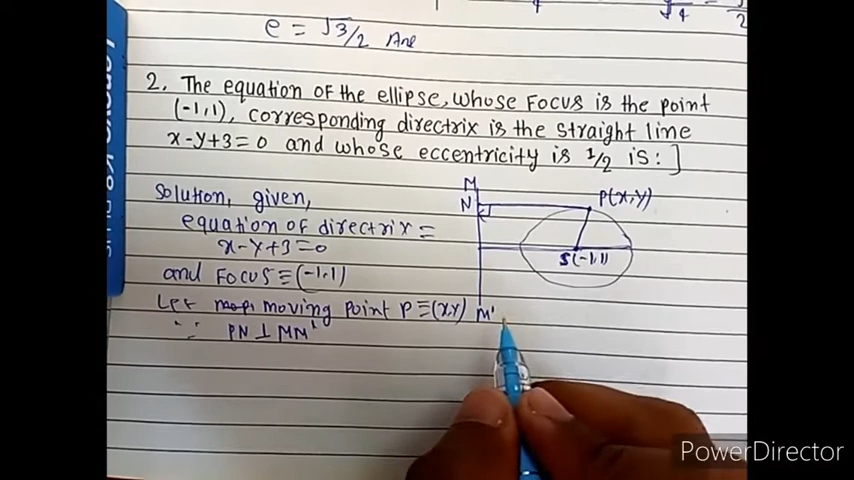 e = √3/2 Ans
2. The equation of the ellipse, whose focus is the point
(-1,1), corresponding directrix is the straight line
x-y+3=0 and whose eccentricity is 1/2 is: ]
Solution, given,
equation of directrix =
x-y+3=0
and Focus ≡ (-1,1)
Let moving point P ≡ (x,y)
∵ PN ⊥ MM'
M
N
P(x,y)
S(-1,1)
M'
PowerDirector